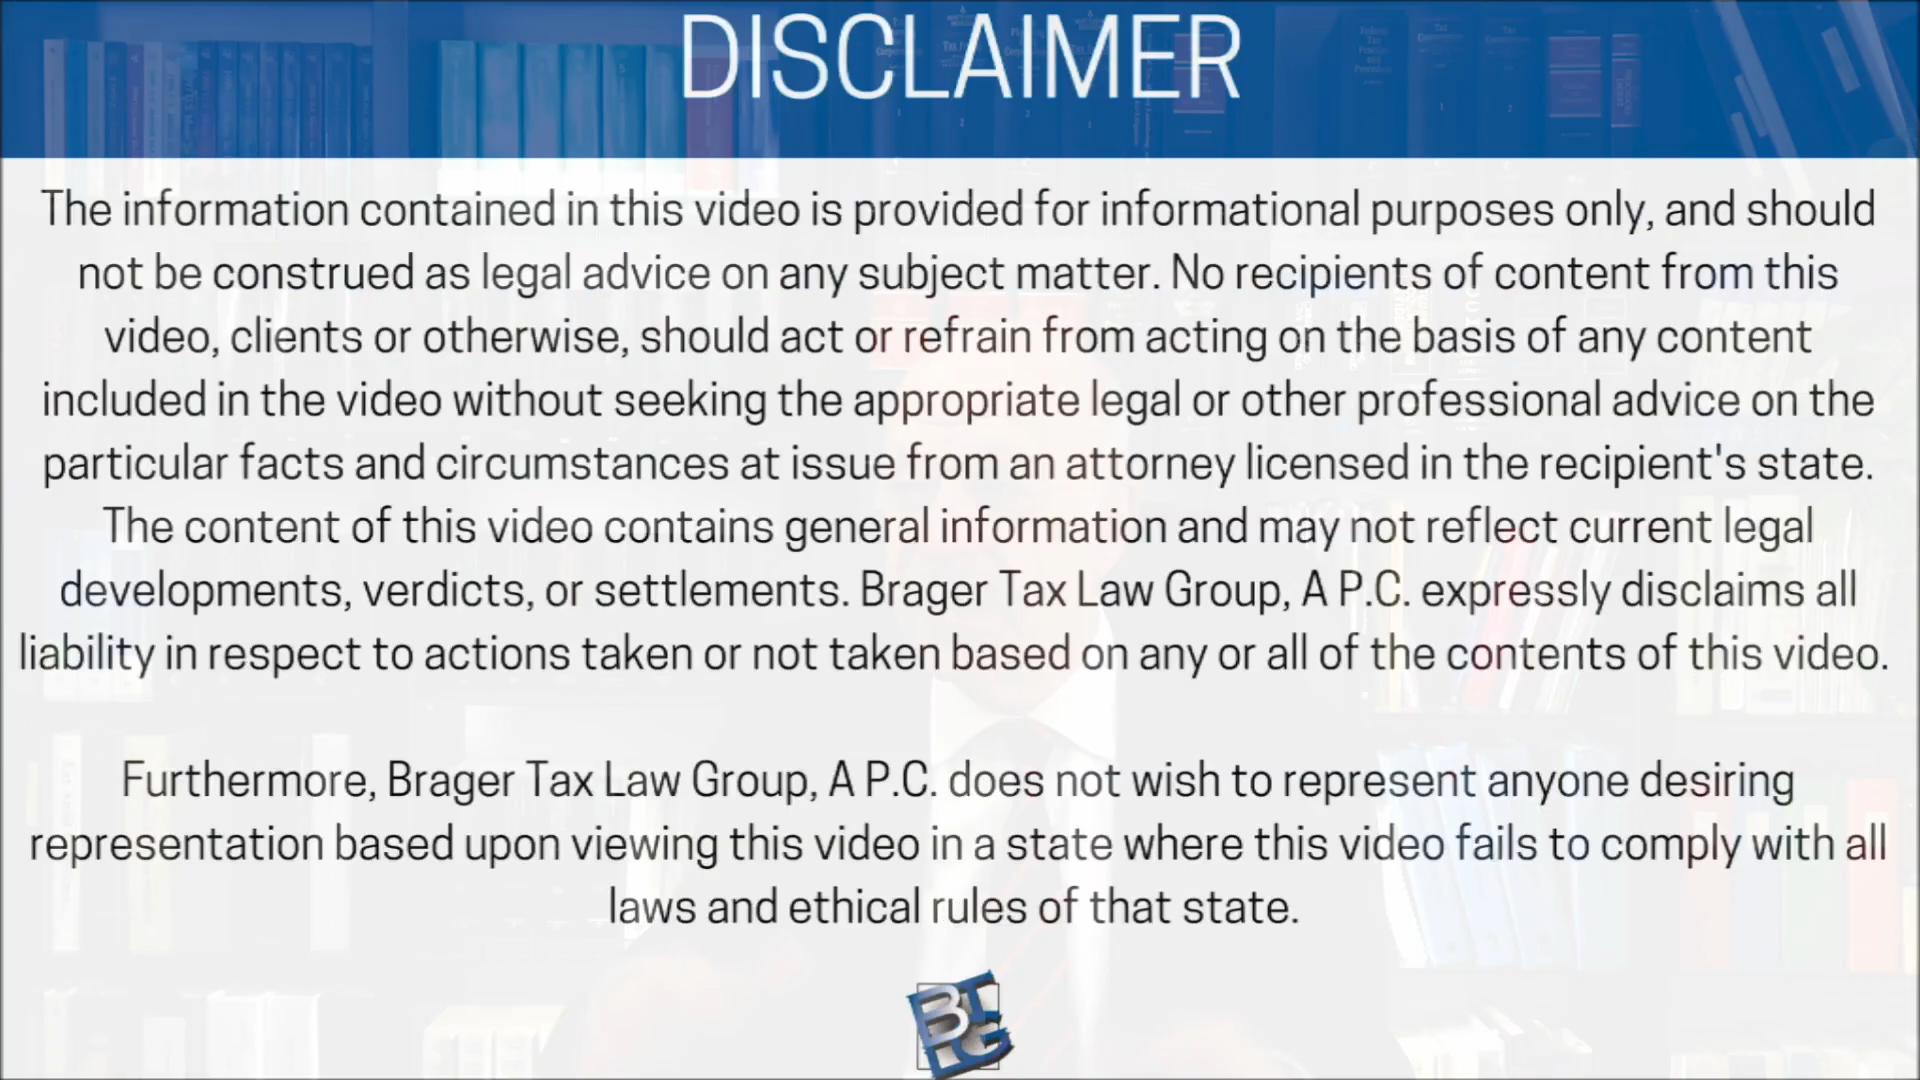 DISCLAIMER
The information contained in this video is provided for informational purposes only, and should
not be construed as legal advice on any subject matter. No recipients of content from this
video, clients or otherwise, should act or refrain from acting on the basis of any content
included in the video without seeking the appropriate legal or other professional advice on the
particular facts and circumstances at issue from an attorney licensed in the recipient's state.
The content of this video contains general information and may not reflect current legal
developments, verdicts, or settlements. Brager Tax Law Group, A P.C. expressly disclaims all
liability in respect to actions taken or not taken based on any or all of the contents of this video.
Furthermore, Brager Tax Law Group, A P.C. does not wish to represent anyone desiring
representation based upon viewing this video in a state where this video fails to comply with all
laws and ethical rules of that state.
BTLG